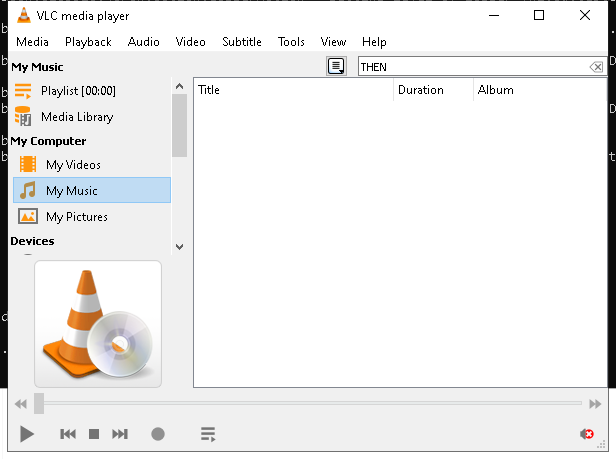 VLC media player
Media Playback Audio Video Subtitle Tools View Help
My Music
THEN
Playlist [00:00]
Media Library
My Computer
My Videos
My Music
My Pictures
Devices
Title Duration Album